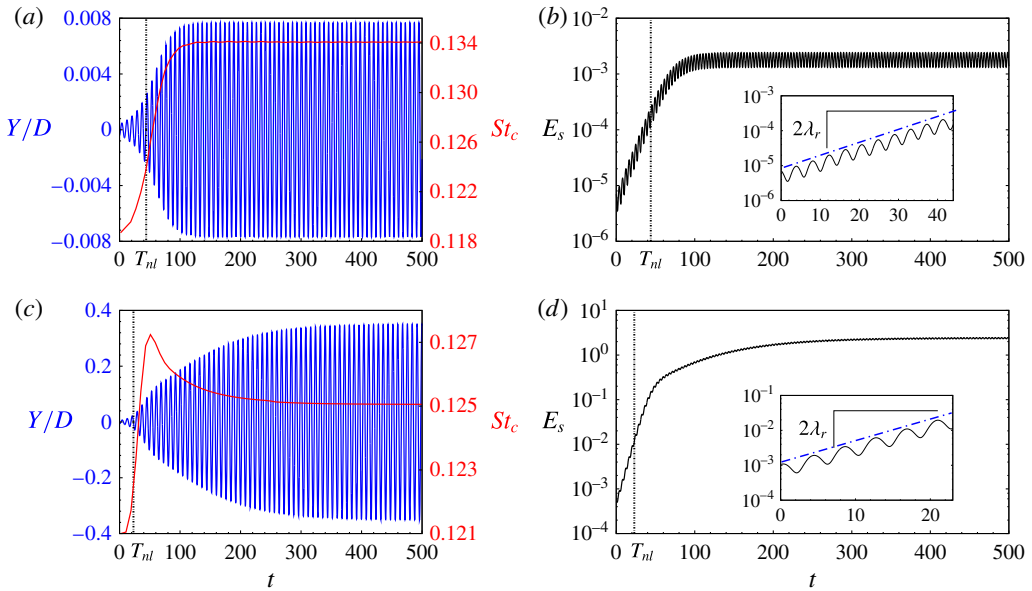 (a)
0.008
0.004
0
−0.004
−0.008
Y/D
0.134
0.130
0.126
0.122
0.118
St_c
0 T_nl 100 200 300 400 500
(b)
10^−2
10^−3
10^−4
10^−5
10^−6
E_s
10^−3
10^−4
10^−5
10^−6
2λ_r
0 10 20 30 40
0 T_nl 100 200 300 400 500
(c)
0.4
0.2
0
−0.2
−0.4
Y/D
0.127
0.125
0.123
0.121
St_c
0 T_nl 100 200 300 400 500
t
(d)
10^1
10^0
10^−1
10^−2
10^−3
10^−4
E_s
10^−1
10^−2
10^−3
10^−4
2λ_r
0 10 20
0 T_nl 100 200 300 400 500
t